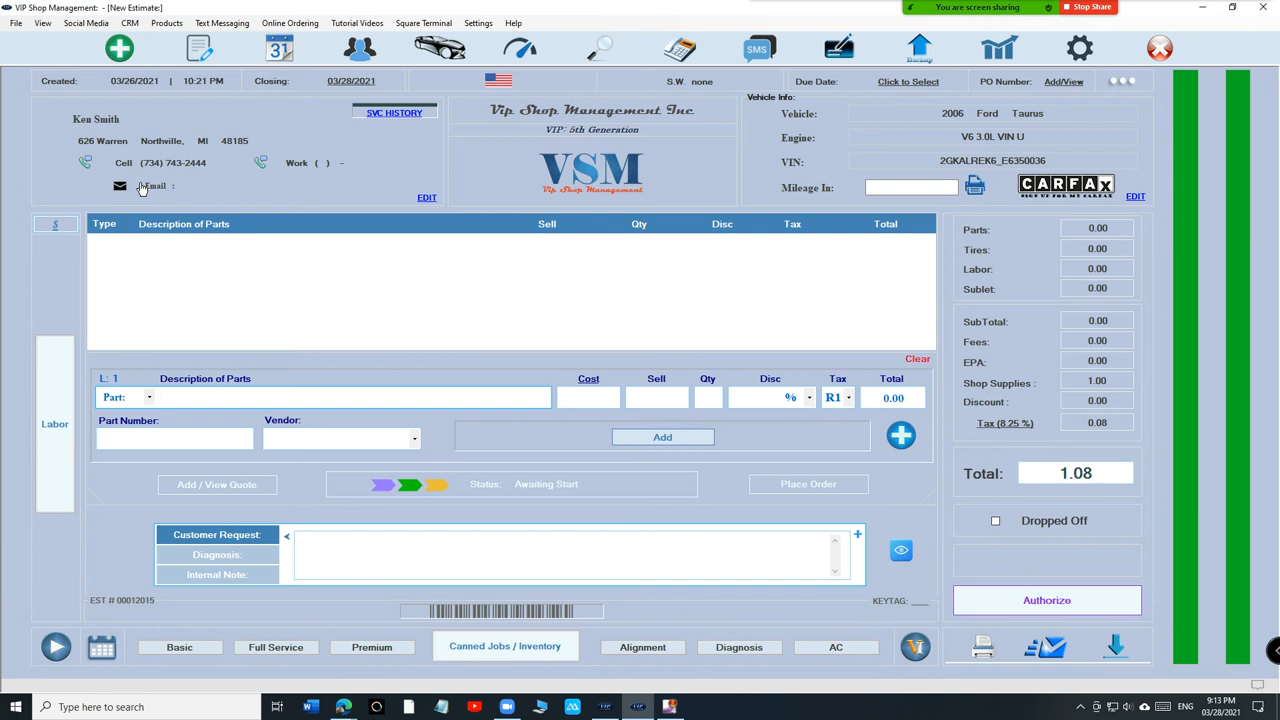 VIP Shop Management: - [New Estimate:]
You are screen sharing
Stop Share
File View Social Media CRM Products Text Messaging Online Ordering Tutorial Videos Square Terminal Settings Help
31
SMS
Backup
Created: 03/26/2021 | 10:21 PM Closing: 03/28/2021 S.W. none Due Date: Click to Select PO Number: Add/View
Ken Smith
SVC HISTORY
626 Warren Northville, MI 48185
Cell (734) 743-2444 Work ( ) -
Email :
EDIT
Vip Shop Management Inc
VIP: 5th Generation
VSM
Vip Shop Management
Vehicle Info:
Vehicle: 2006 Ford Taurus
Engine: V6 3.0L VIN U
VIN: 2GKALREK6_E6350036
Mileage In:
CARFAX
SIGN UP FOR MY CARFAX
EDIT
S
Type Description of Parts Sell Qty Disc Tax Total
Parts: 0.00
Tires: 0.00
Labor: 0.00
Sublet: 0.00
SubTotal: 0.00
Fees: 0.00
EPA: 0.00
Shop Supplies : 1.00
Discount : 0.00
Tax (8.25 %) 0.08
Clear
L: 1 Description of Parts Cost Sell Qty Disc Tax Total
Part: % R1 0.00
Part Number: Vendor:
Add
Labor
Total: 1.08
Add / View Quote
Status: Awaiting Start
Place Order
Dropped Off
Customer Request:
Diagnosis:
Internal Note:
EST # 00012015
KEYTAG: ___
Authorize
Basic Full Service Premium Canned Jobs / Inventory Alignment Diagnosis AC
V
Type here to search
ENG
9:13 PM
03/28/2021